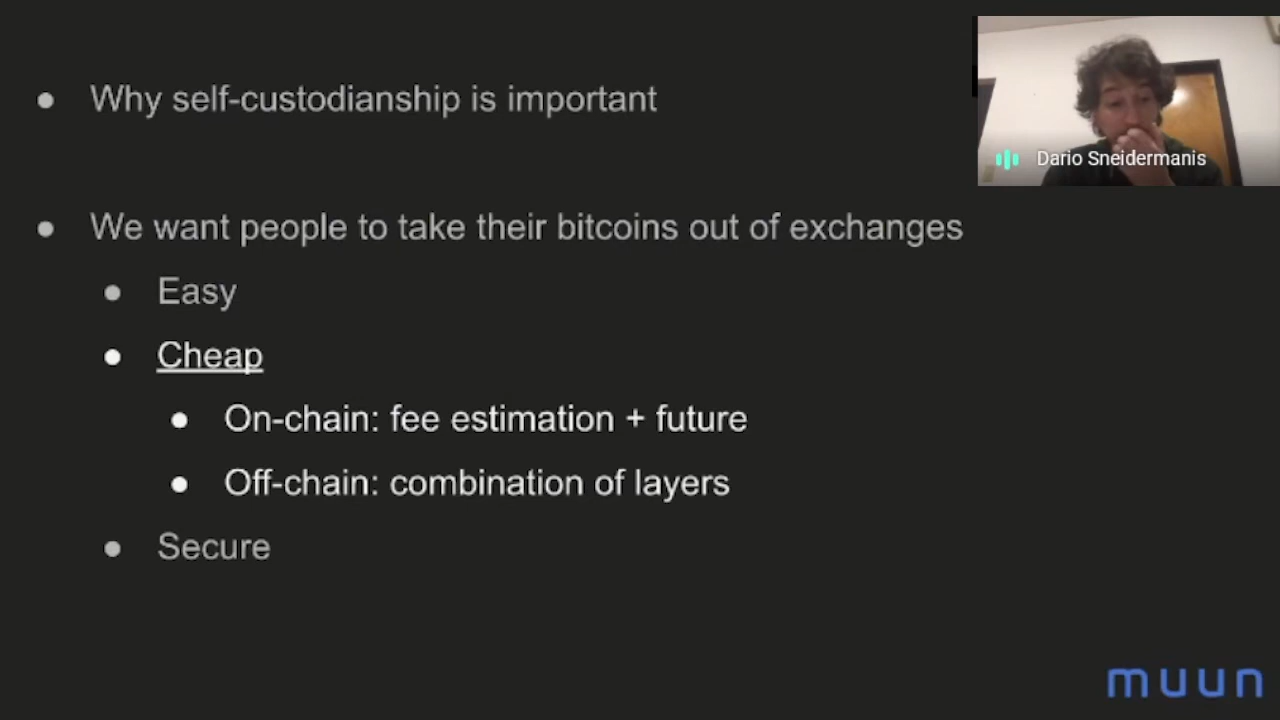 Why self-custodianship is important
Dario Sneidermanis
We want people to take their bitcoins out of exchanges
Easy
Cheap
On-chain: fee estimation + future
Off-chain: combination of layers
Secure
muun